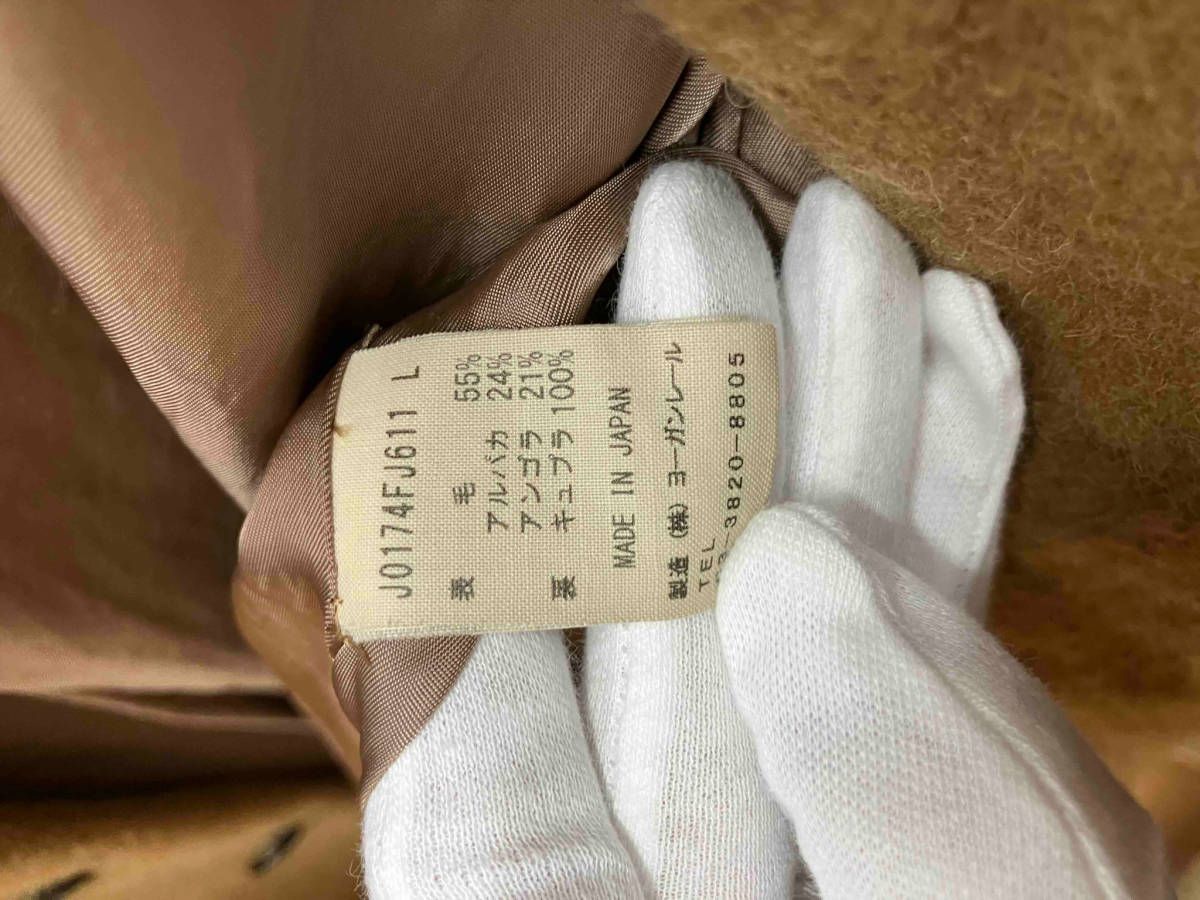 J0174FJ611 L
表 毛 55%
アルパカ 24%
アンゴラ 21%
裏 キュプラ 100%
MADE IN JAPAN
製造 (株) ヨーガンレール
TEL
03-3820-8805